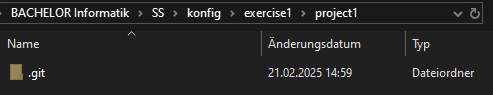 BACHELOR Informatik > SS > konfig > exercise1 > project1
Name Änderungsdatum Typ
.git 21.02.2025 14:59 Dateiordner